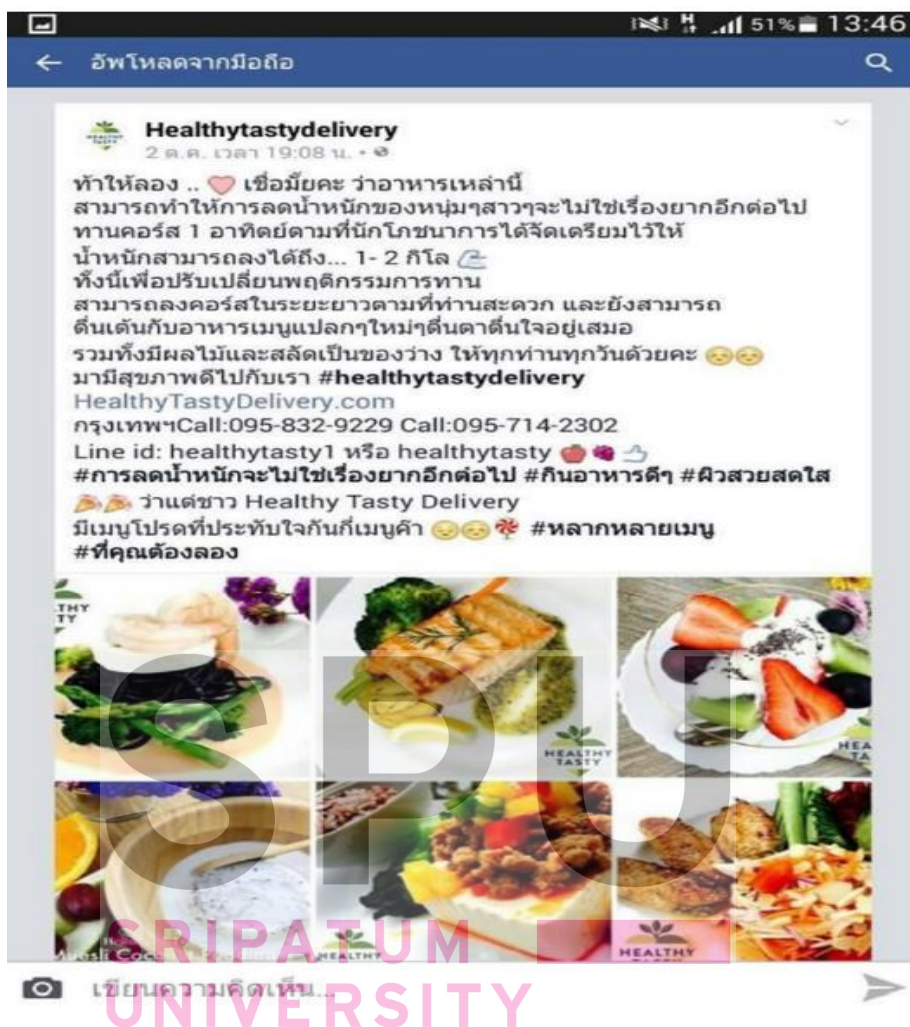 51% 13:46
อัพโหลดจากมือถือ
HEALTHY
TASTY
Healthytastydelivery
2 ต.ค. เวลา 19:08 น. •
ท้าให้ลอง .. เชื่อมั๊ยคะ ว่าอาหารเหล่านี้
สามารถทำให้การลดน้ำหนักของหนุ่มๆสาวๆจะไม่ใช่เรื่องยากอีกต่อไป
ทานคอร์ส 1 อาทิตย์ตามที่นักโภชนาการได้จัดเตรียมไว้ให้
น้ำหนักสามารถลงได้ถึง... 1- 2 กิโล
ทั้งนี้เพื่อปรับเปลี่ยนพฤติกรรมการทาน
สามารถลงคอร์สในระยะยาวตามที่ท่านสะดวก และยังสามารถ
ตื่นเต้นกับอาหารเมนูแปลกๆใหม่ๆตื่นตาตื่นใจอยู่เสมอ
รวมทั้งมีผลไม้และสลัดเป็นของว่าง ให้ทุกท่านทุกวันด้วยคะ
มามีสุขภาพดีไปกับเรา #healthytastydelivery
HealthyTastyDelivery.com
กรุงเทพฯCall:095-832-9229 Call:095-714-2302
Line id: healthytasty1 หรือ healthytasty
#การลดน้ำหนักจะไม่ใช่เรื่องยากอีกต่อไป #กินอาหารดีๆ #ผิวสวยสดใส
ว่าแต่ชาว Healthy Tasty Delivery
มีเมนูโปรดที่ประทับใจกันกี่เมนูค๊า #หลากหลายเมนู
#ที่คุณต้องลอง
THY
TY
HEALTHY
TASTY
HEA
TA
SPU
HEALTHY
HEALTHY
SRIPATUM
UNIVERSITY
เขียนความคิดเห็น...